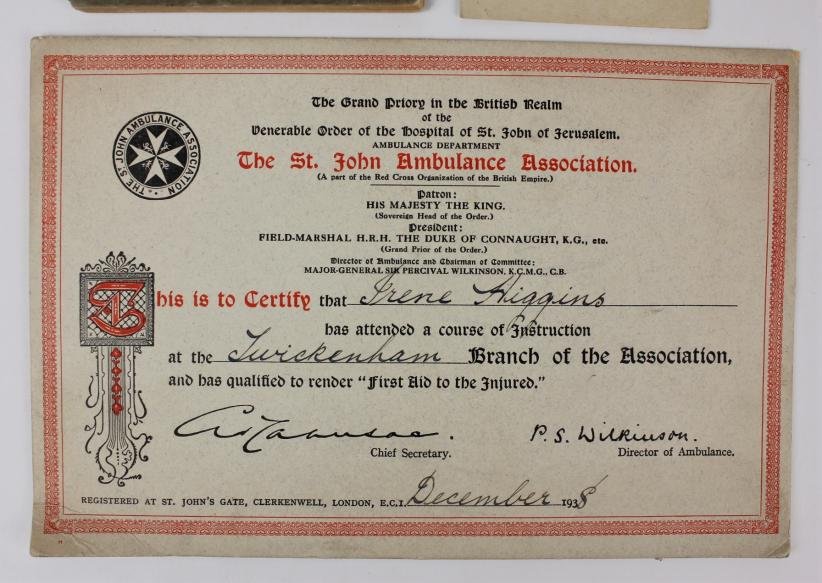 The Grand Priory in the British Realm
of the
Venerable Order of the Hospital of St. John of Jerusalem.
AMBULANCE DEPARTMENT
The St. John Ambulance Association.
(A part of the Red Cross Organization of the British Empire.)
Patron:
HIS MAJESTY THE KING.
(Sovereign Head of the Order.)
President:
FIELD-MARSHAL H.R.H. THE DUKE OF CONNAUGHT, K.G., etc.
(Grand Prior of the Order.)
Director of Ambulance and Chairman of Committee:
MAJOR-GENERAL SIR PERCIVAL WILKINSON, K.C.M.G., C.B.
THE ST. JOHN AMBULANCE ASSOCIATION
This is to Certify that Irene Higgins
has attended a course of Instruction
at the Twickenham Branch of the Association,
and has qualified to render "First Aid to the Injured."
P. S. Wilkinson.
Chief Secretary. Director of Ambulance.
REGISTERED AT ST. JOHN'S GATE, CLERKENWELL, LONDON, E.C.1. December 1938